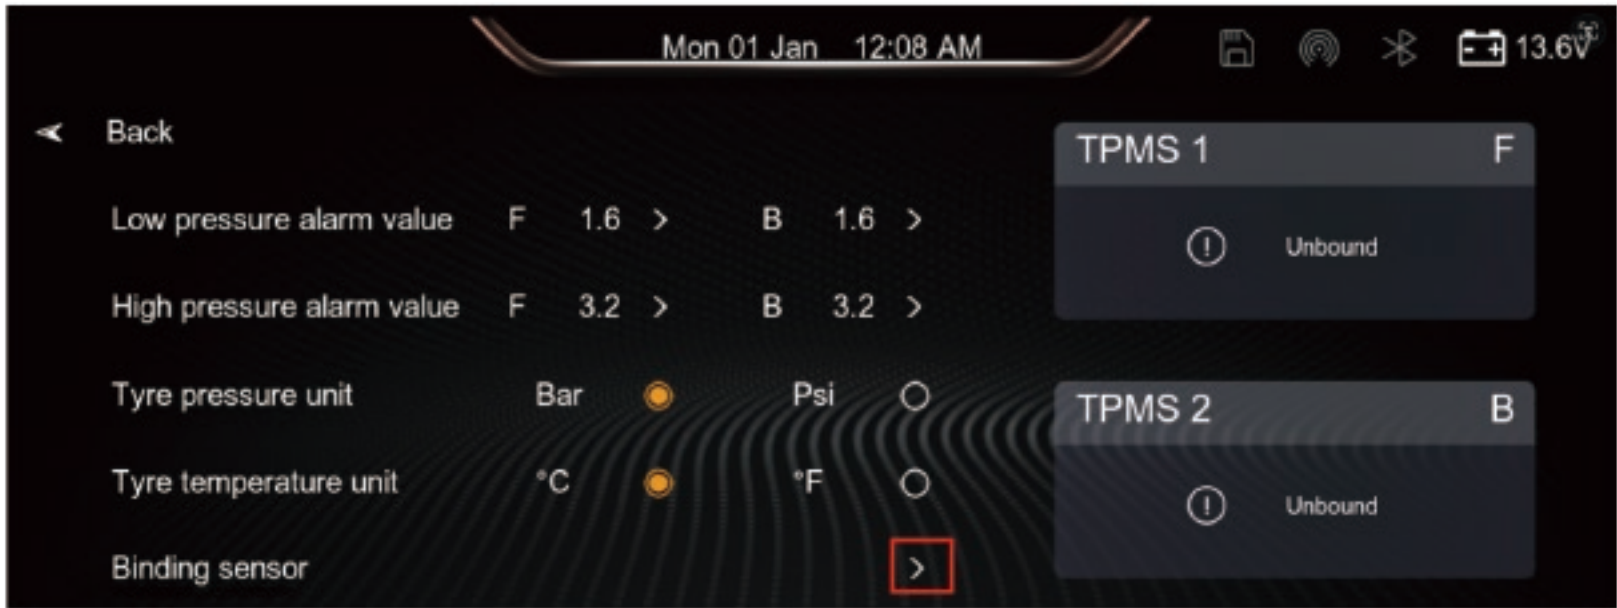 Mon 01 Jan 12:08 AM 13.6V
Back
Low pressure alarm value F 1.6 > B 1.6 >
High pressure alarm value F 3.2 > B 3.2 >
Tyre pressure unit Bar Psi
Tyre temperature unit °C °F
Binding sensor >
TPMS 1 F
Unbound
TPMS 2 B
Unbound